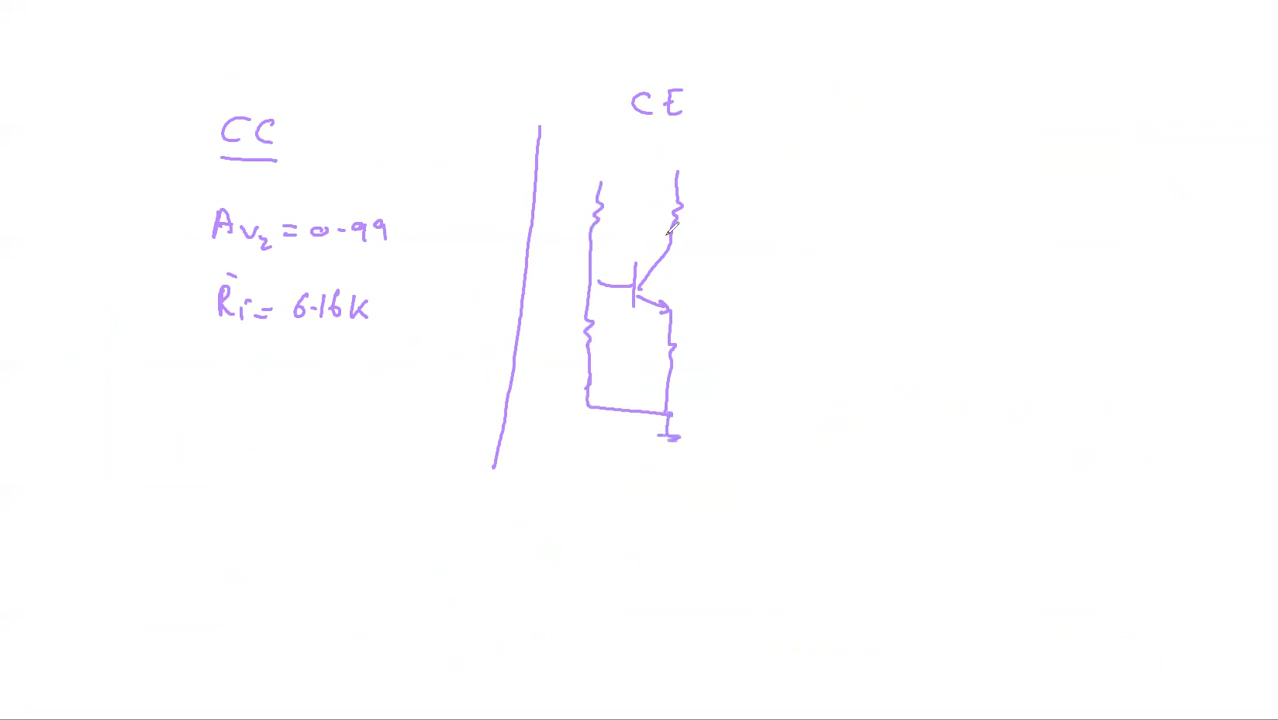 CC
Av₂ = 0.99
Ri = 6.16K
CE